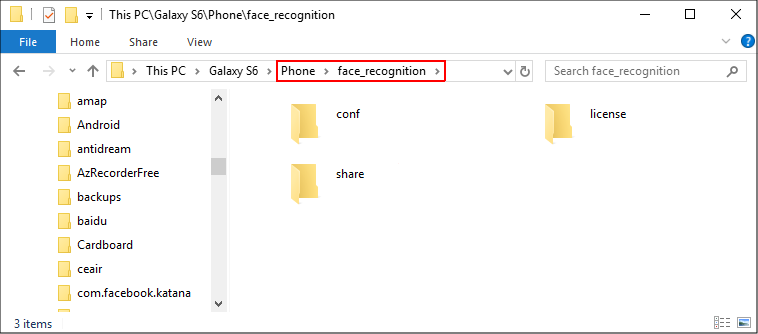 This PC\Galaxy S6\Phone\face_recognition
File Home Share View
This PC Galaxy S6 Phone face_recognition Search face_recognition
amap
Android
antidream
AzRecorderFree
backups
baidu
Cardboard
ceair
com.facebook.katana
conf license
share
3 items